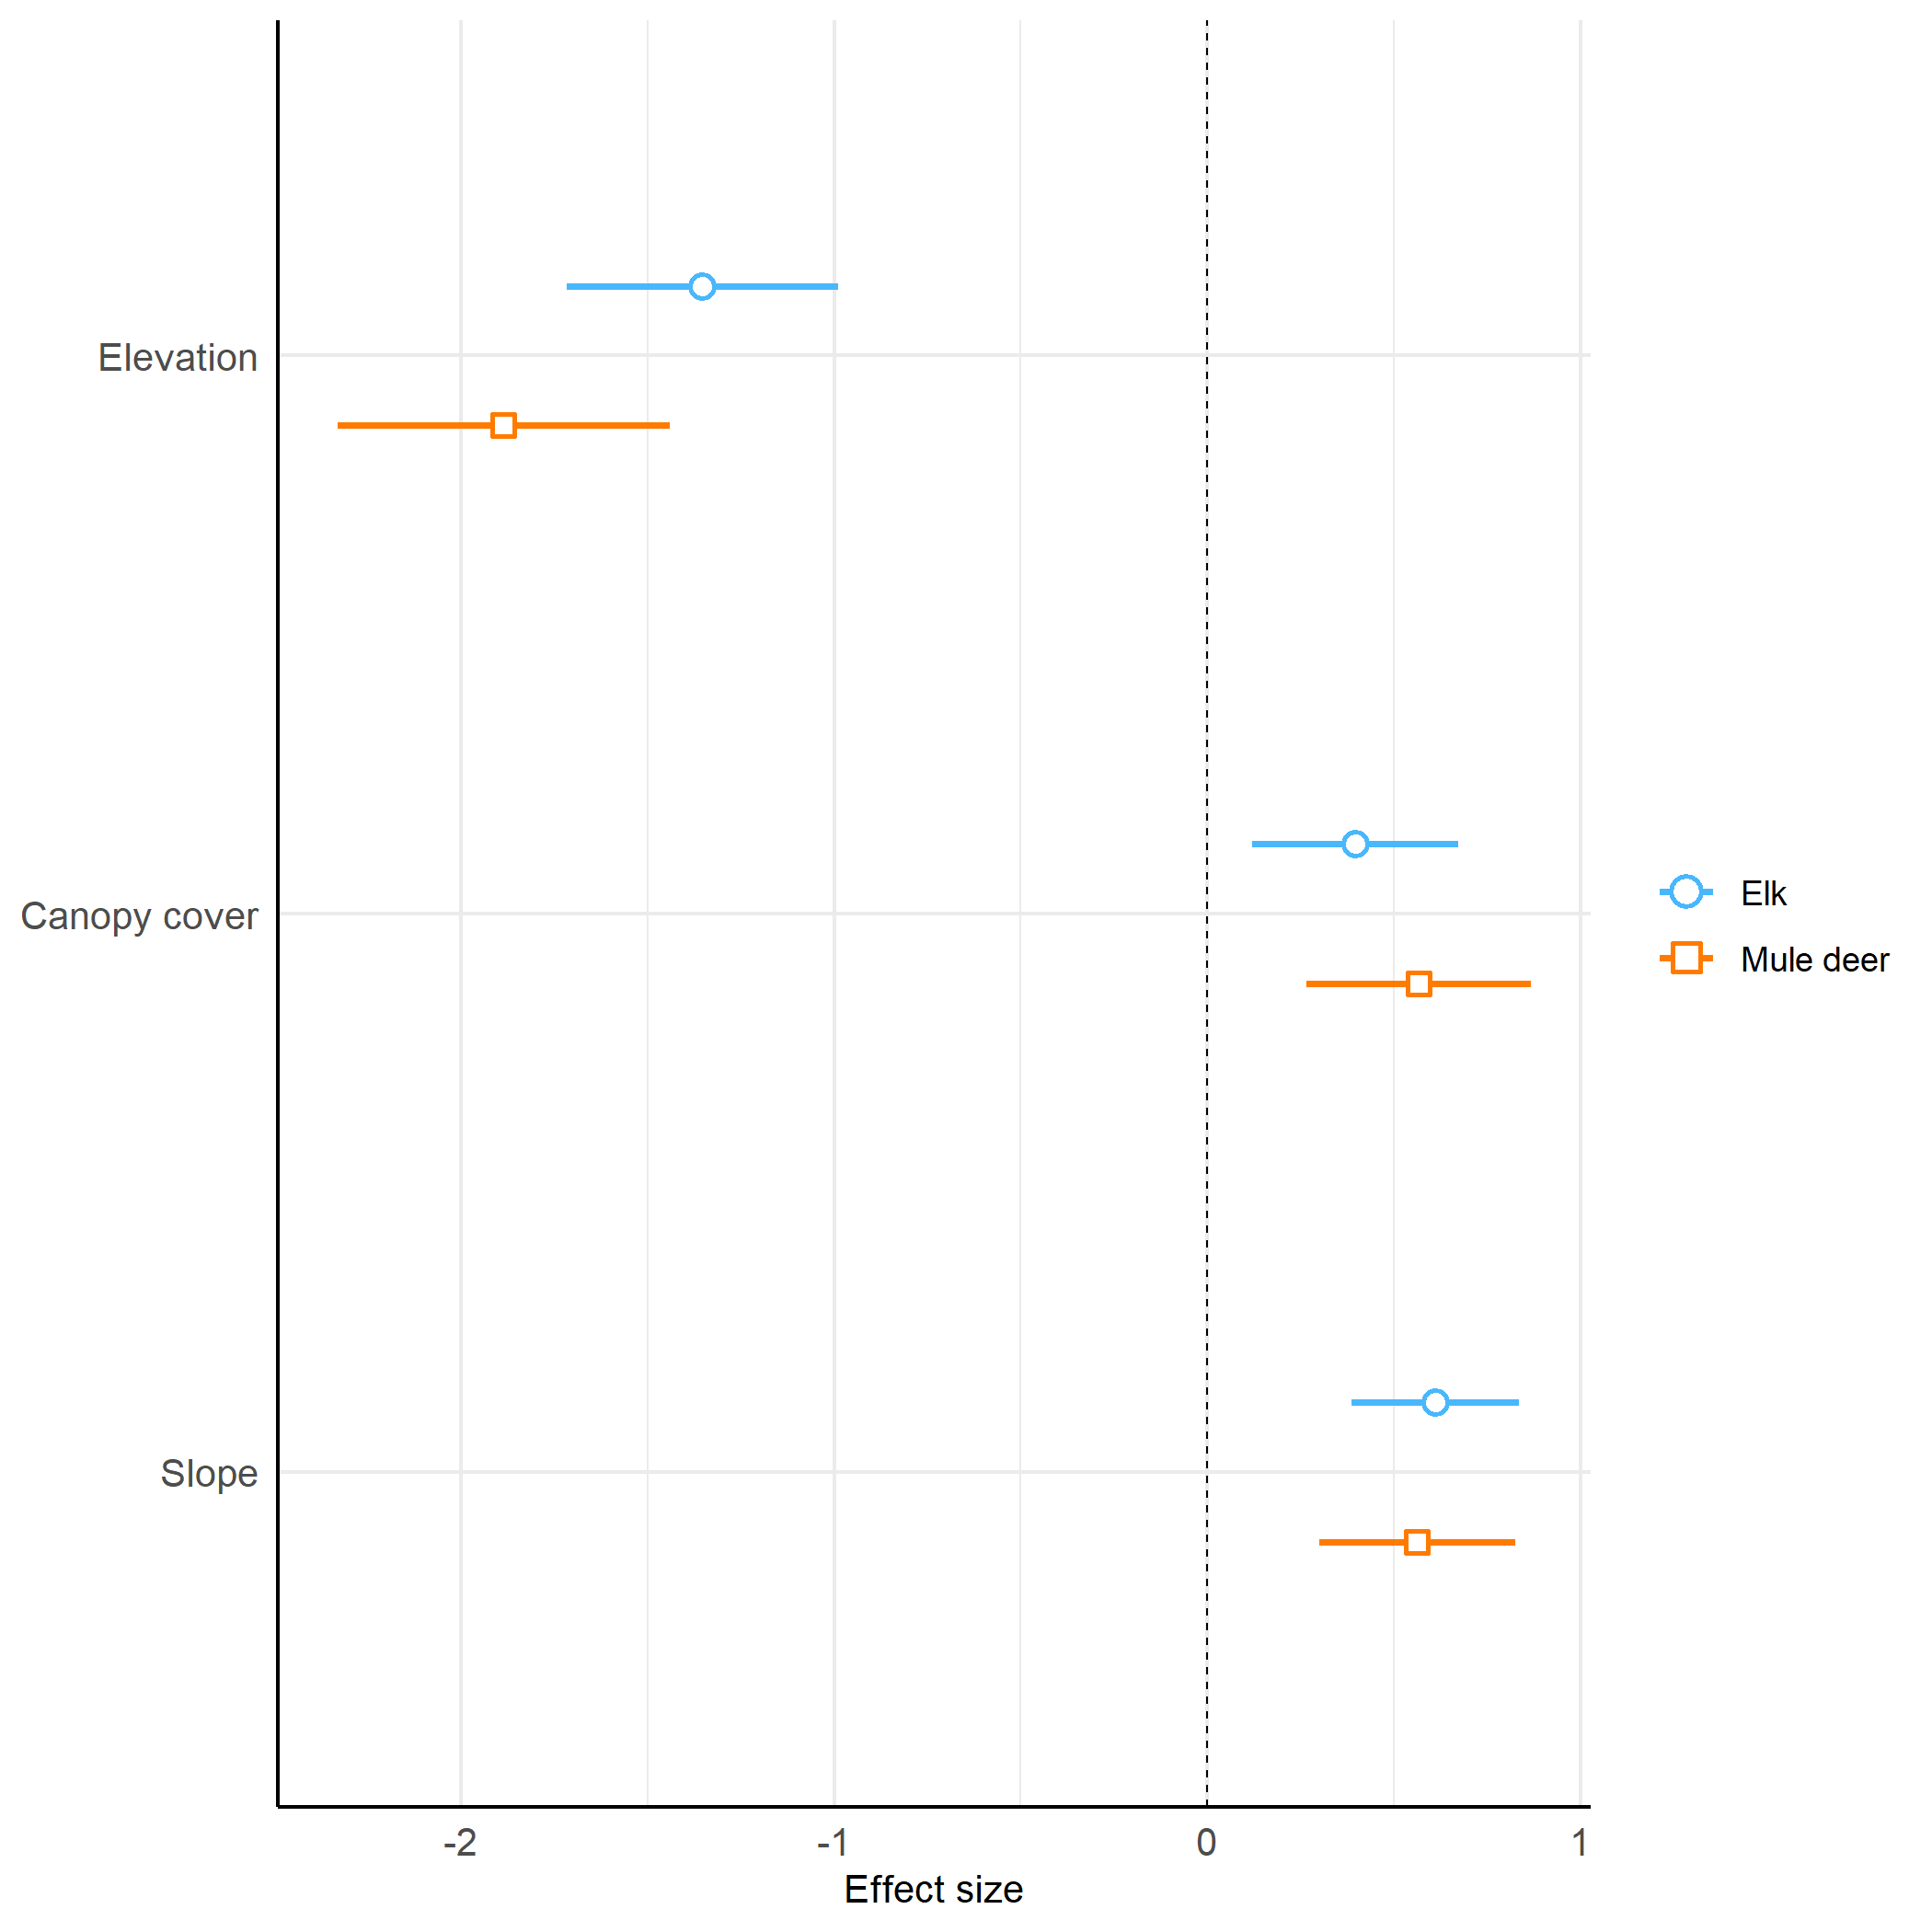 Elevation
Canopy cover
Slope
-2 -1 0 1
Effect size
Elk
Mule deer